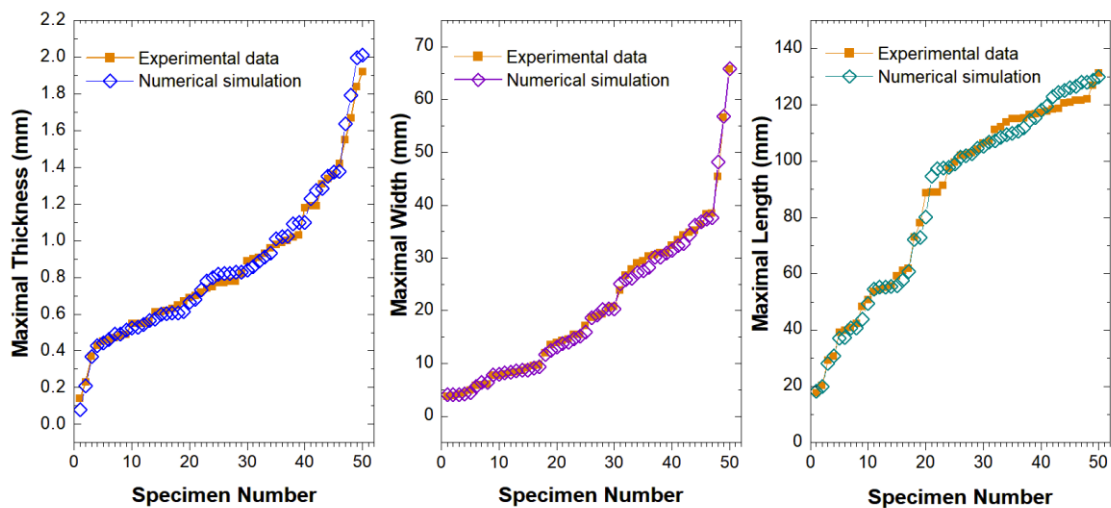 2.2
2.0
1.8
1.6
1.4
1.2
1.0
0.8
0.6
0.4
0.2
0.0
Maximal Thickness (mm)
Experimental data
Numerical simulation
0 10 20 30 40 50
Specimen Number
70
60
50
40
30
20
10
0
Maximal Width (mm)
Experimental data
Numerical simulation
0 10 20 30 40 50
Specimen Number
140
120
100
80
60
40
20
0
Maximal Length (mm)
Experimental data
Numerical simulation
0 10 20 30 40 50
Specimen Number